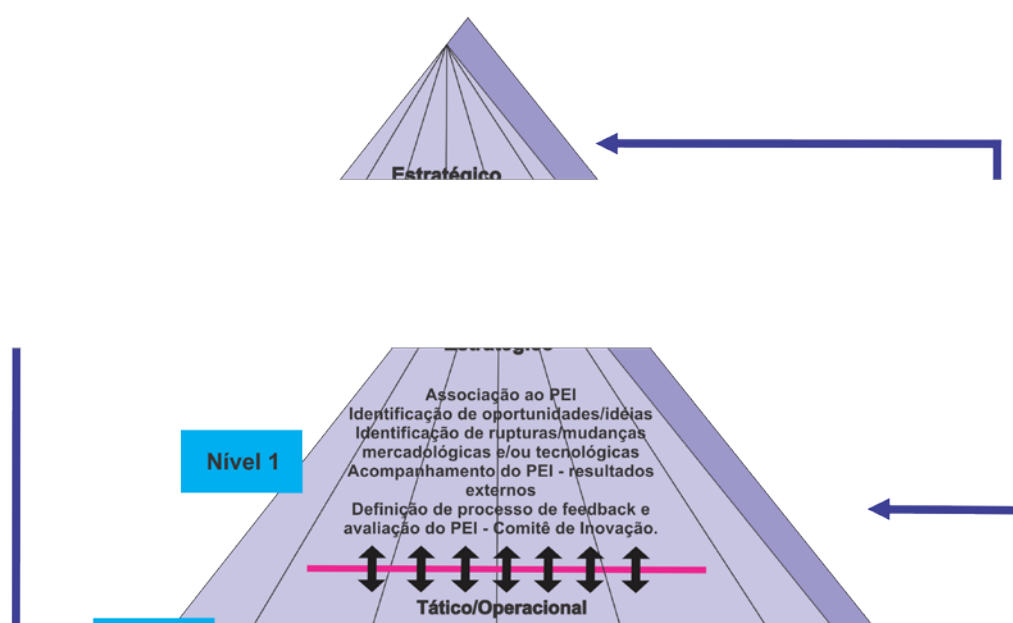 Estratégico
Estratégico
Associação ao PEI
Identificação de oportunidades/idéias
Identificação de rupturas/mudanças
mercadológicas e/ou tecnológicas
Acompanhamento do PEI - resultados
externos
Definição de processo de feedback e
avaliação do PEI - Comitê de Inovação.
Nível 1
Tático/Operacional